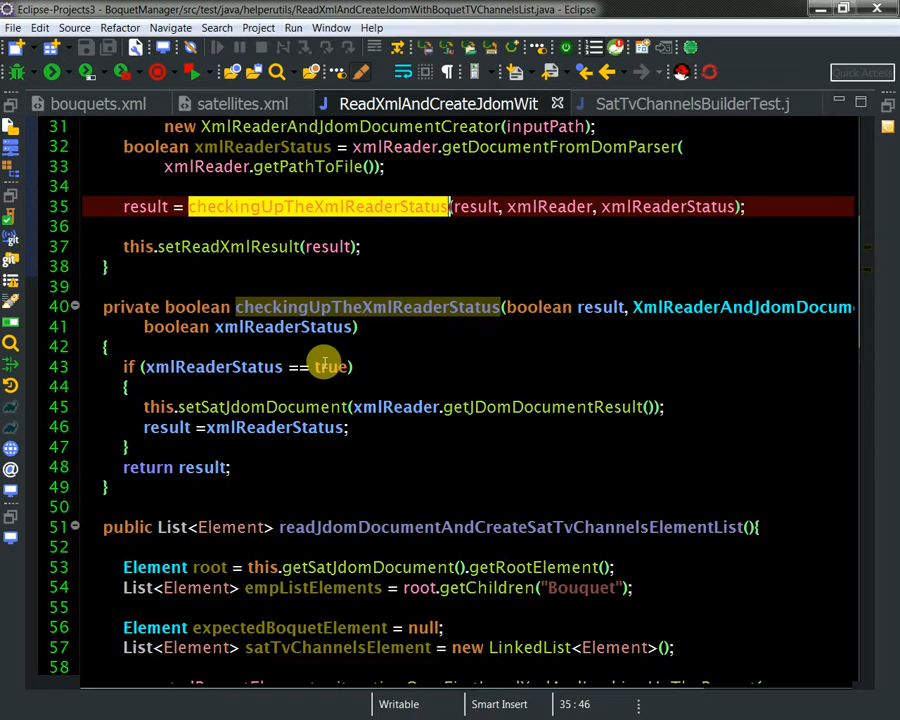 Eclipse-Projects3 - BoquetManager/src/test/java/helperutils/ReadXmlAndCreateJdomWithBoquetTVChannelsList.java - Eclipse
File Edit Source Refactor Navigate Search Project Run Window Help
Quick Access
bouquets.xml satellites.xml ReadXmlAndCreateJdomWit SatTvChannelsBuilderTest.j
31 new XmlReaderAndJdomDocumentCreator(inputPath);
32 boolean xmlReaderStatus = xmlReader.getDocumentFromDomParser(
33 xmlReader.getPathToFile());
34
35 result = checkingUpTheXmlReaderStatus(result, xmlReader, xmlReaderStatus);
36
37 this.setReadXmlResult(result);
38 }
39
40 private boolean checkingUpTheXmlReaderStatus(boolean result, XmlReaderAndJdomDocum
41 boolean xmlReaderStatus)
42 {
43 if (xmlReaderStatus == true)
44 {
45 this.setSatJdomDocument(xmlReader.getJDomDocumentResult());
46 result =xmlReaderStatus;
47 }
48 return result;
49 }
50
51 public List<Element> readJdomDocumentAndCreateSatTvChannelsElementList(){
52
53 Element root = this.getSatJdomDocument().getRootElement();
54 List<Element> empListElements = root.getChildren("Bouquet");
55
56 Element expectedBoquetElement = null;
57 List<Element> satTvChannelsElement = new LinkedList<Element>();
58
Writable Smart Insert 35 : 46